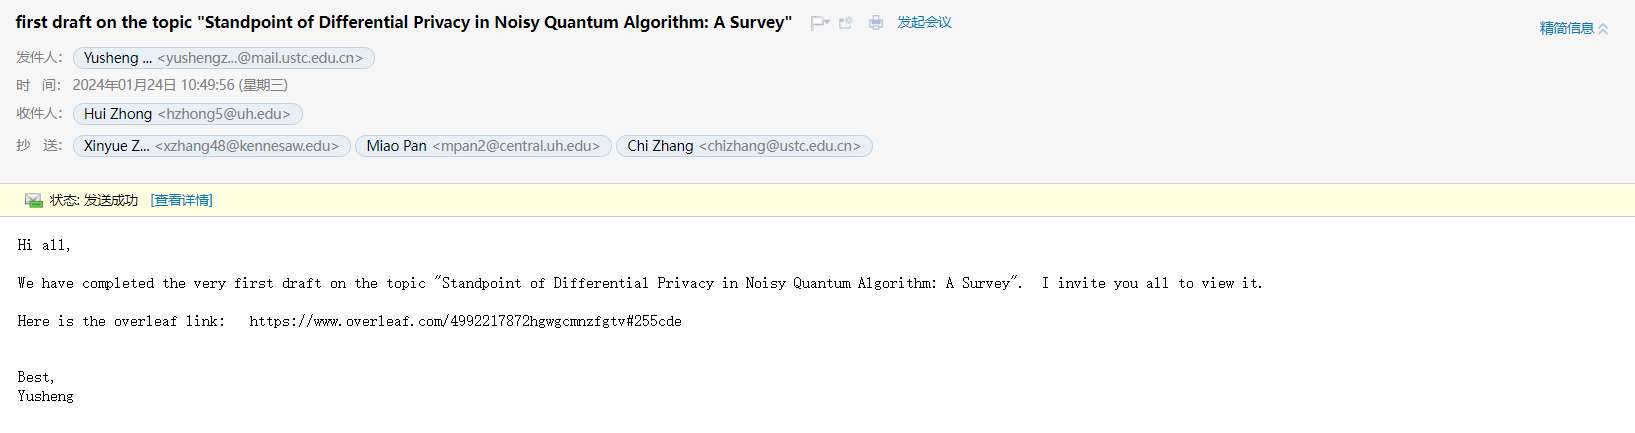 first draft on the topic "Standpoint of Differential Privacy in Noisy Quantum Algorithm: A Survey" 发起会议
精简信息
发件人： Yusheng ... <yushengz...@mail.ustc.edu.cn>
时 间： 2024年01月24日 10:49:56 (星期三)
收件人： Hui Zhong <hzhong5@uh.edu>
抄 送： Xinyue Z... <xzhang48@kennesaw.edu> Miao Pan <mpan2@central.uh.edu> Chi Zhang <chizhang@ustc.edu.cn>
状态: 发送成功 [查看详情]
Hi all,
We have completed the very first draft on the topic "Standpoint of Differential Privacy in Noisy Quantum Algorithm: A Survey". I invite you all to view it.
Here is the overleaf link: https://www.overleaf.com/4992217872hgwgcmnzfgtv#255cde
Best,
Yusheng